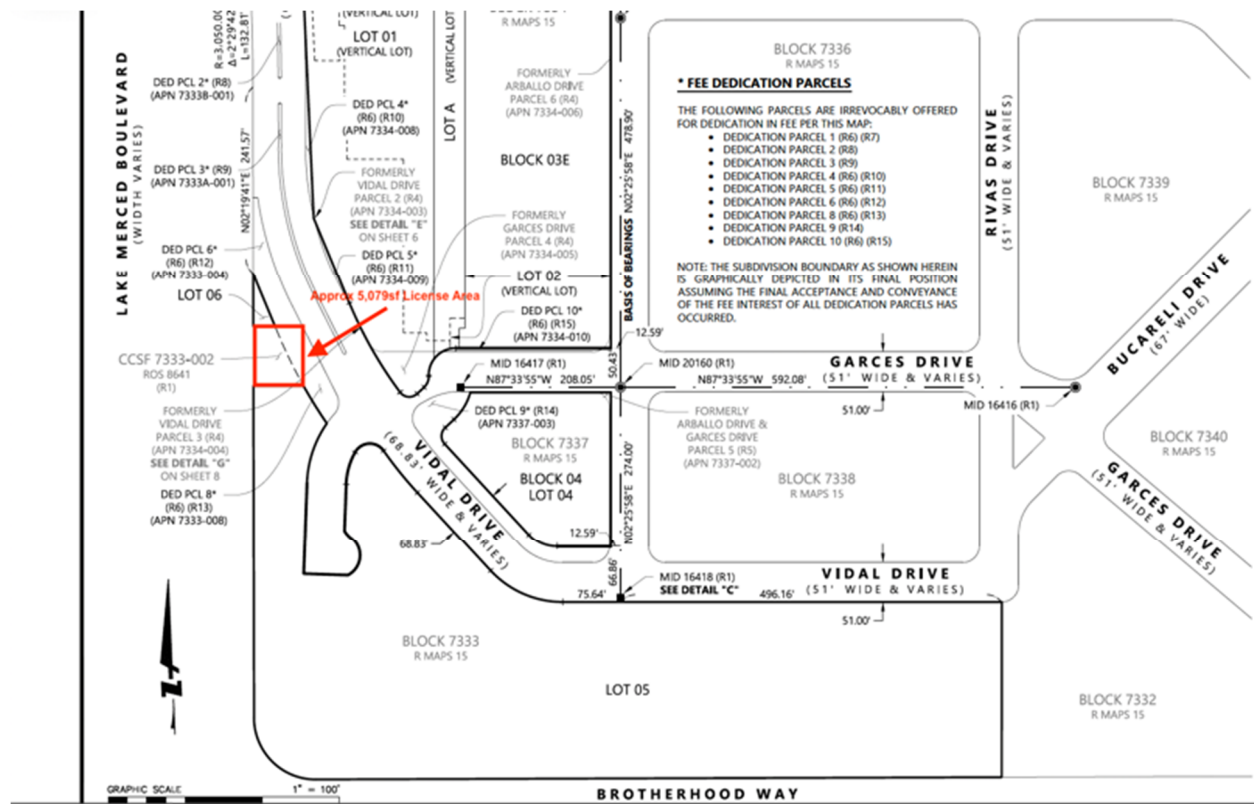 R=3,050.00
Δ=2°29'42
L=132.81'
(VERTICAL LOT)
LOT 01
(VERTICAL LOT)
LOT A (VERTICAL LOT
R MAPS 15
FORMERLY
ARBALLO DRIVE
PARCEL 6 (R4)
(APN 7334-006)
BLOCK 03E
DED PCL 2* (R8)
(APN 7333B-001)
DED PCL 4*
(R6) (R10)
(APN 7334-008)
LAKE MERCED BOULEVARD
(WIDTH VARIES)
N02°19'41"E 241.57'
DED PCL 3* (R9)
(APN 7333A-001)
FORMERLY
VIDAL DRIVE
PARCEL 2 (R4)
(APN 7334-003)
SEE DETAIL "E"
ON SHEET 6
FORMERLY
GARCES DRIVE
PARCEL 4 (R4)
(APN 7334-005)
DED PCL 6*
(R6) (R12)
(APN 7333-004)
DED PCL 5*
(R6) (R11)
(APN 7334-009)
LOT 02
(VERTICAL LOT)
LOT 06
Approx 5,079sf License Area
DED PCL 10*
(R6) (R15)
(APN 7334-010)
BASIS OF BEARINGS N02°25'58"E 478.90'
BLOCK 7336
R MAPS 15
* FEE DEDICATION PARCELS
THE FOLLOWING PARCELS ARE IRREVOCABLY OFFERED
FOR DEDICATION IN FEE PER THIS MAP:
• DEDICATION PARCEL 1 (R6) (R7)
• DEDICATION PARCEL 2 (R8)
• DEDICATION PARCEL 3 (R9)
• DEDICATION PARCEL 4 (R6) (R10)
• DEDICATION PARCEL 5 (R6) (R11)
• DEDICATION PARCEL 6 (R6) (R12)
• DEDICATION PARCEL 8 (R6) (R13)
• DEDICATION PARCEL 9 (R14)
• DEDICATION PARCEL 10 (R6) (R15)
NOTE: THE SUBDIVISION BOUNDARY AS SHOWN HEREIN
IS GRAPHICALLY DEPICTED IN ITS FINAL POSITION
ASSUMING THE FINAL ACCEPTANCE AND CONVEYANCE
OF THE FEE INTEREST OF ALL DEDICATION PARCELS HAS
OCCURRED.
RIVAS DRIVE
(51' WIDE & VARIES)
BLOCK 7339
R MAPS 15
BUCARELI DRIVE
(67' WIDE)
12.59'
50.43'
CCSF 7333-002
ROS 8641
(R1)
MID 16417 (R1)
N87°33'55"W 208.05'
MID 20160 (R1)
N87°33'55"W 592.08'
GARCES DRIVE
(51' WIDE & VARIES)
51.00'
MID 16416 (R1)
FORMERLY
VIDAL DRIVE
PARCEL 3 (R4)
(APN 7334-004)
SEE DETAIL "G"
ON SHEET 8
DED PCL 8*
(R6) (R13)
(APN 7333-008)
DED PCL 9* (R14)
(APN 7337-003)
BLOCK 7337
R MAPS 15
BLOCK 04
LOT 04
FORMERLY
ARBALLO DRIVE &
GARCES DRIVE
PARCEL 5 (R5)
(APN 7337-002)
BLOCK 7338
R MAPS 15
BLOCK 7340
R MAPS 15
GARCES DRIVE
(51' WIDE & VARIES)
VIDAL DRIVE
(68.83' WIDE & VARIES)
68.83'
N02°25'58"E 274.00'
12.59'
66.86'
MID 16418 (R1)
SEE DETAIL "C"
75.64'
496.16'
VIDAL DRIVE
(51' WIDE & VARIES)
51.00'
BLOCK 7333
R MAPS 15
LOT 05
BLOCK 7332
R MAPS 15
GRAPHIC SCALE
1" = 100'
BROTHERHOOD WAY